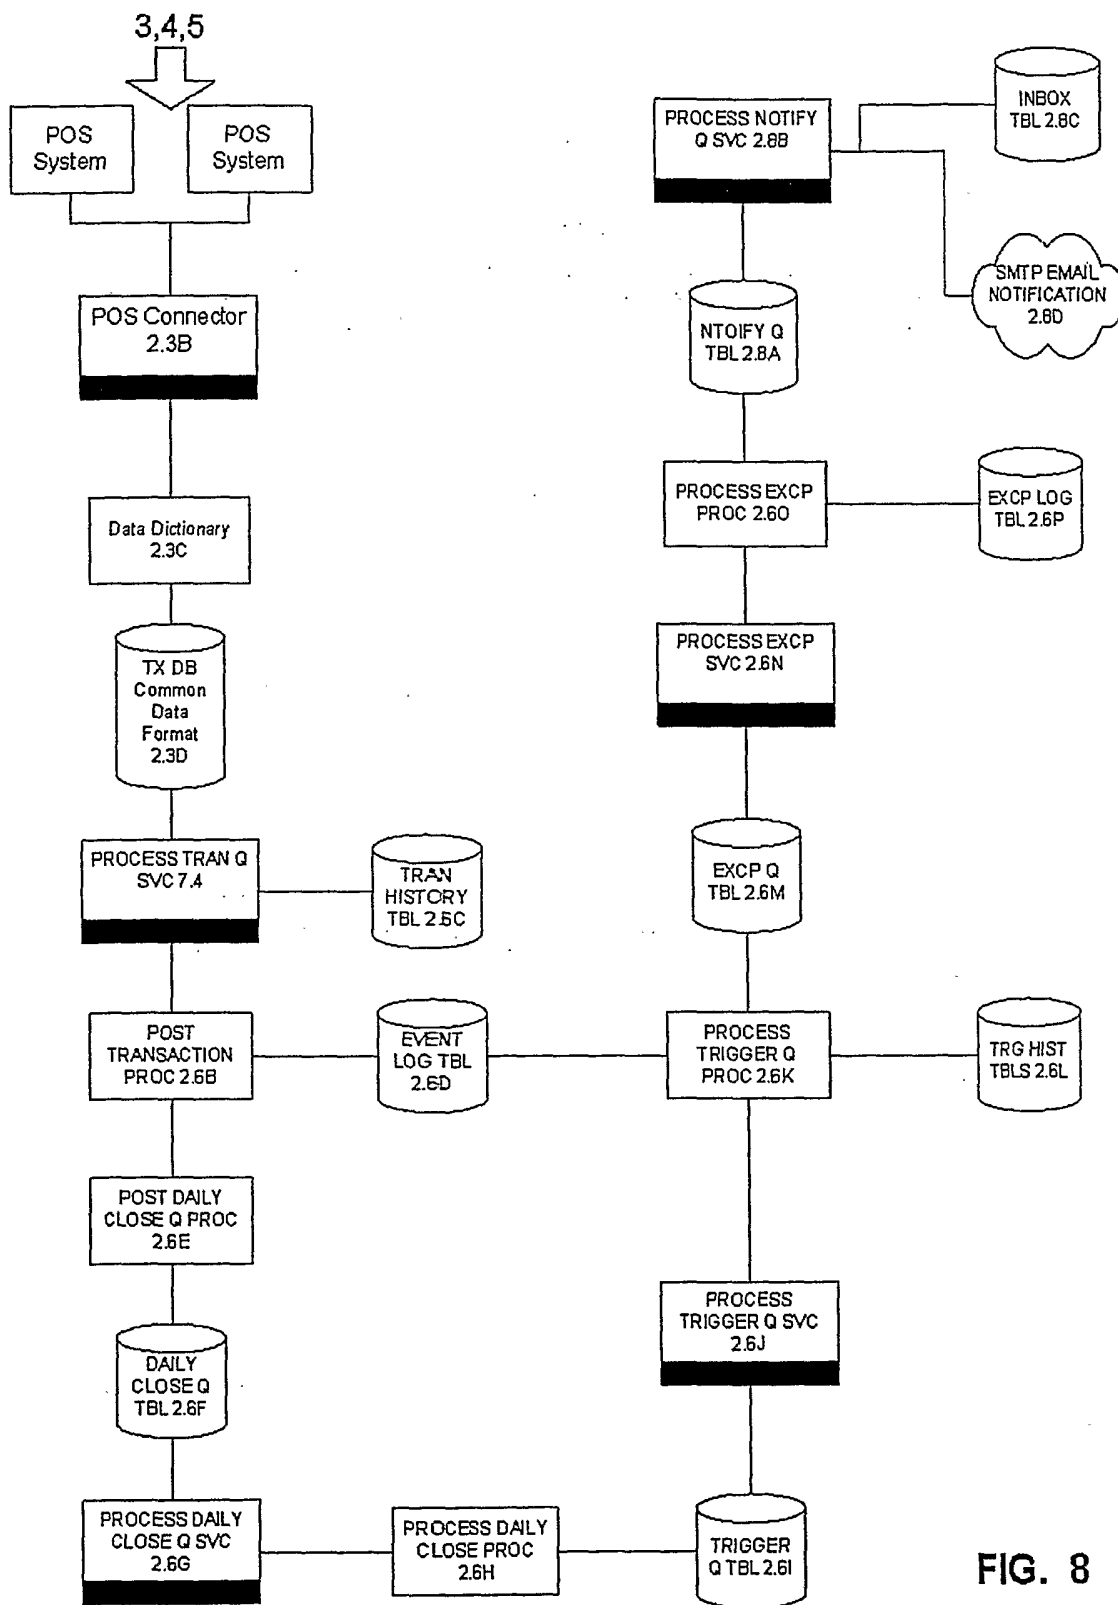 3,4,5
POS
System
POS
System
POS Connector
2.3B
Data Dictionary
2.3C
TX DB
Common
Data
Format
2.3D
PROCESS TRAN Q
SVC 7.4
TRAN
HISTORY
TBL 2.6C
POST
TRANSACTION
PROC 2.6B
EVENT
LOG TBL
2.6D
POST DAILY
CLOSE Q PROC
2.6E
DAILY
CLOSE Q
TBL 2.6F
PROCESS DAILY
CLOSE Q SVC
2.6G
PROCESS DAILY
CLOSE PROC
2.6H
TRIGGER
Q TBL 2.6I
PROCESS
TRIGGER Q SVC
2.6J
PROCESS
TRIGGER Q
PROC 2.6K
TRG HIST
TBLS 2.6L
EXCP Q
TBL 2.6M
PROCESS EXCP
SVC 2.6N
PROCESS EXCP
PROC 2.6O
EXCP LOG
TBL 2.6P
NTOIFY Q
TBL 2.8A
PROCESS NOTIFY
Q SVC 2.8B
INBOX
TBL 2.8C
SMTP EMAIL
NOTIFICATION
2.8D
FIG. 8